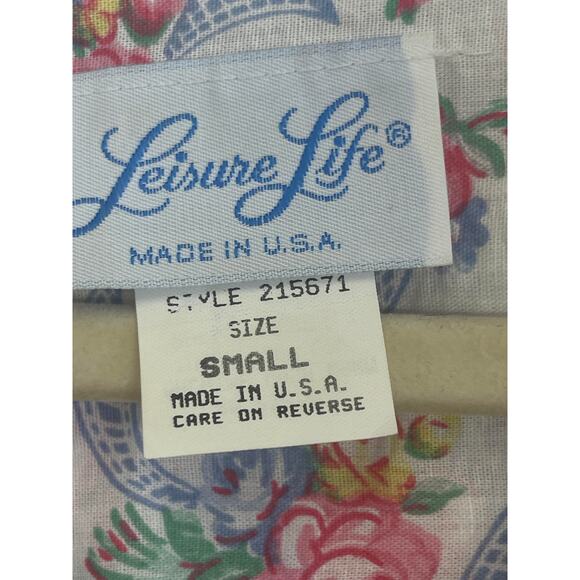 Leisure Life®
MADE IN U.S.A.
STYLE 215671
SIZE
SMALL
MADE IN U.S.A.
CARE ON REVERSE